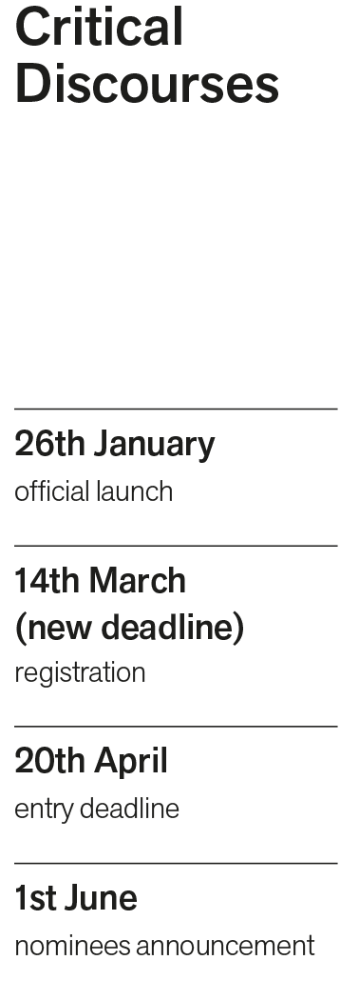 Critical
Discourses
26th January
official launch
14th March
(new deadline)
registration
20th April
entry deadline
1st June
nominees announcement